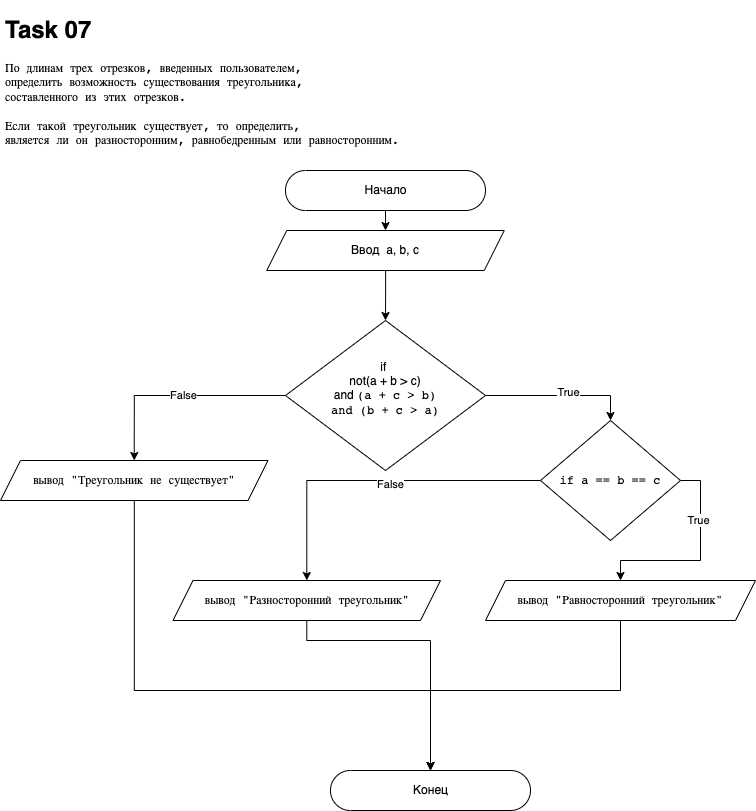 Task 07
По длинам трех отрезков, введенных пользователем,
определить возможность существования треугольника,
составленного из этих отрезков.
Если такой треугольник существует, то определить,
является ли он разносторонним, равнобедренным или равносторонним.
Начало
Ввод a, b, c
if
not(a + b > c)
and (a + c > b)
and (b + c > a)
False
True
вывод "Треугольник не существует"
if a == b == c
False
True
вывод "Разносторонний треугольник"
вывод "Равносторонний треугольник"
Конец